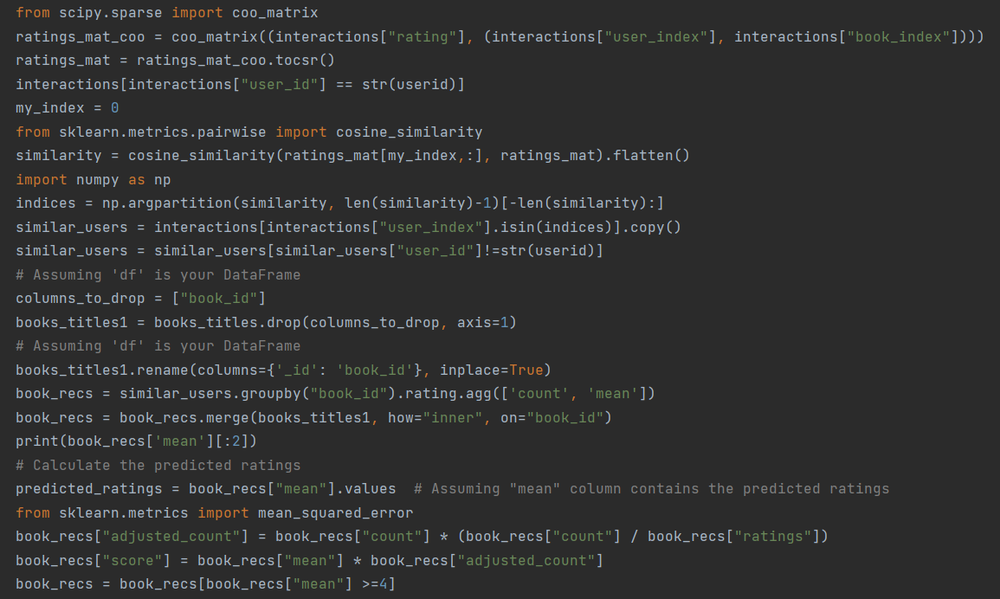 from scipy.sparse import coo_matrix
ratings_mat_coo = coo_matrix((interactions["rating"], (interactions["user_index"], interactions["book_index"])))
ratings_mat = ratings_mat_coo.tocsr()
interactions[interactions["user_id"] == str(userid)]
my_index = 0
from sklearn.metrics.pairwise import cosine_similarity
similarity = cosine_similarity(ratings_mat[my_index,:], ratings_mat).flatten()
import numpy as np
indices = np.argpartition(similarity, len(similarity)-1)[-len(similarity):]
similar_users = interactions[interactions["user_index"].isin(indices)].copy()
similar_users = similar_users[similar_users["user_id"]!=str(userid)]
# Assuming 'df' is your DataFrame
columns_to_drop = ["book_id"]
books_titles1 = books_titles.drop(columns_to_drop, axis=1)
# Assuming 'df' is your DataFrame
books_titles1.rename(columns={'_id': 'book_id'}, inplace=True)
book_recs = similar_users.groupby("book_id").rating.agg(['count', 'mean'])
book_recs = book_recs.merge(books_titles1, how="inner", on="book_id")
print(book_recs['mean'][:2])
# Calculate the predicted ratings
predicted_ratings = book_recs["mean"].values  # Assuming "mean" column contains the predicted ratings
from sklearn.metrics import mean_squared_error
book_recs["adjusted_count"] = book_recs["count"] * (book_recs["count"] / book_recs["ratings"])
book_recs["score"] = book_recs["mean"] * book_recs["adjusted_count"]
book_recs = book_recs[book_recs["mean"] >=4]